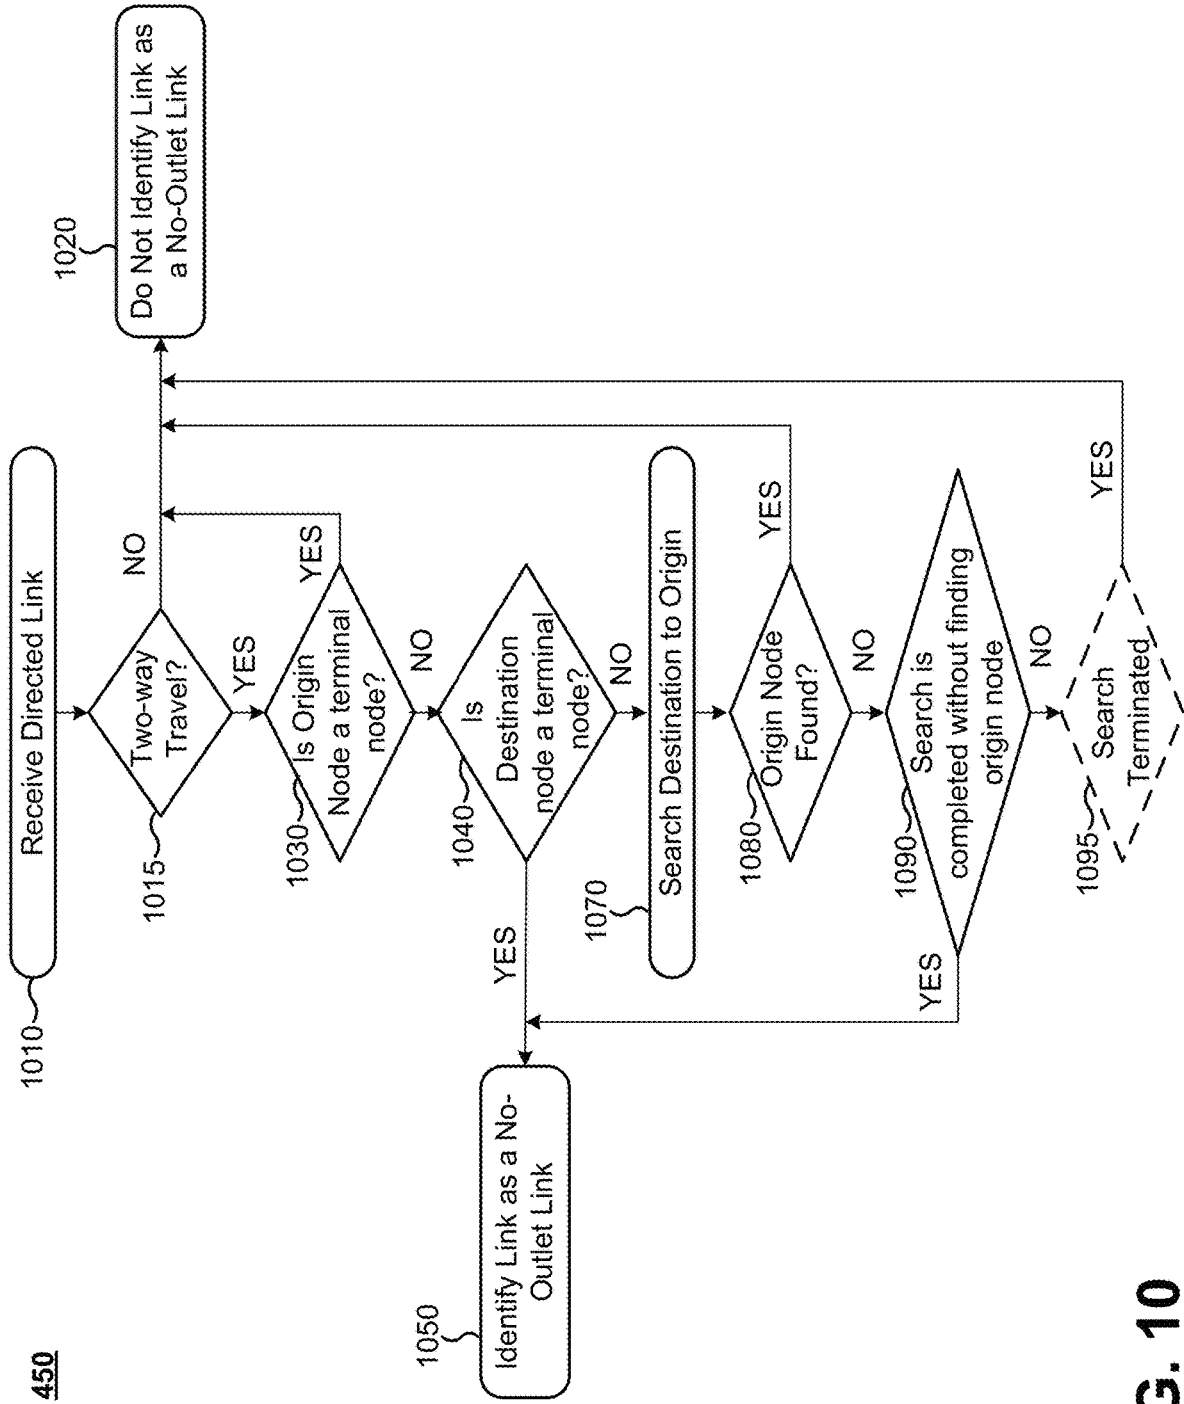 450
1010
Receive Directed Link
1015
Two-way
Travel?
NO
YES
1020
Do Not Identify Link as
a No-Outlet Link
1030
Is Origin
Node a terminal
node?
YES
NO
1040
Is
Destination
node a terminal
node?
YES
NO
1050
Identify Link as a No-
Outlet Link
1070
Search Destination to Origin
1080
Origin Node
Found?
YES
NO
1090
Search is
completed without finding
origin node
YES
NO
1095
Search
Terminated
YES
G. 10